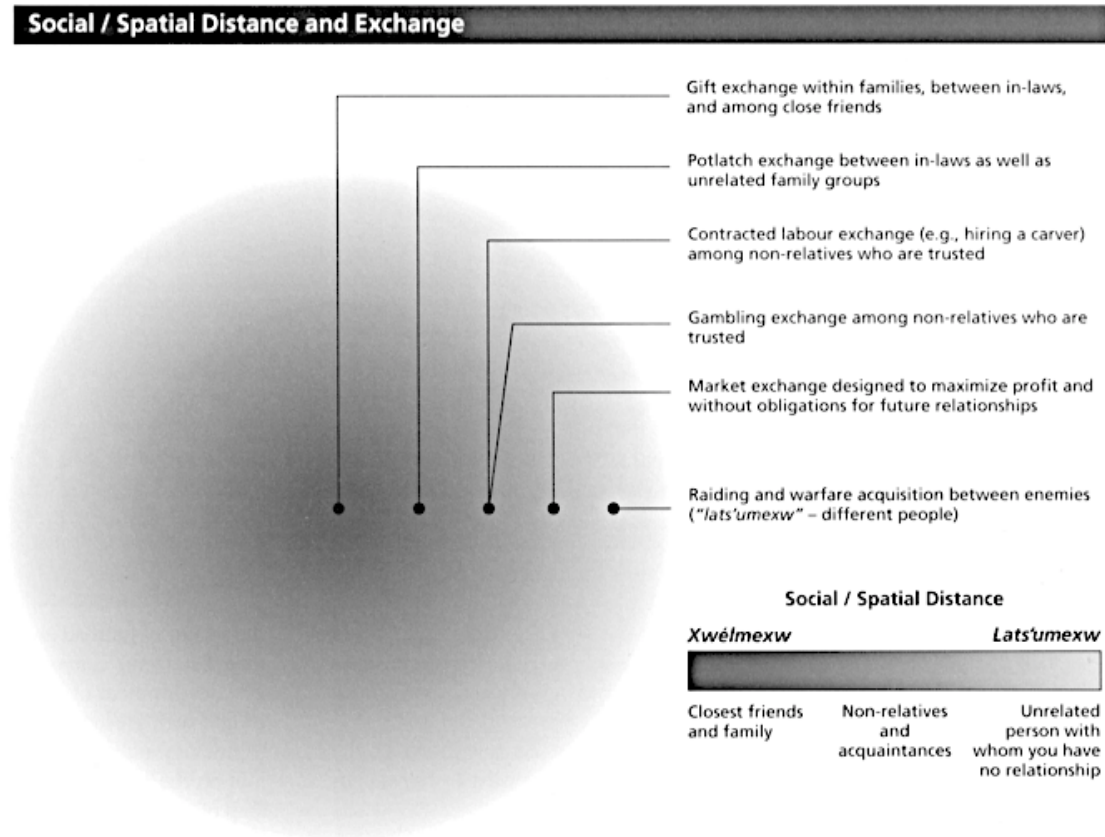 Social / Spatial Distance and Exchange
Gift exchange within families, between in-laws,
and among close friends
Potlatch exchange between in-laws as well as
unrelated family groups
Contracted labour exchange (e.g., hiring a carver)
among non-relatives who are trusted
Gambling exchange among non-relatives who are
trusted
Market exchange designed to maximize profit and
without obligations for future relationships
Raiding and warfare acquisition between enemies
("lats'umexw" – different people)
Social / Spatial Distance
Xwélmexw
Lats'umexw
Closest friends
and family
Non-relatives
and
acquaintances
Unrelated
person with
whom you have
no relationship